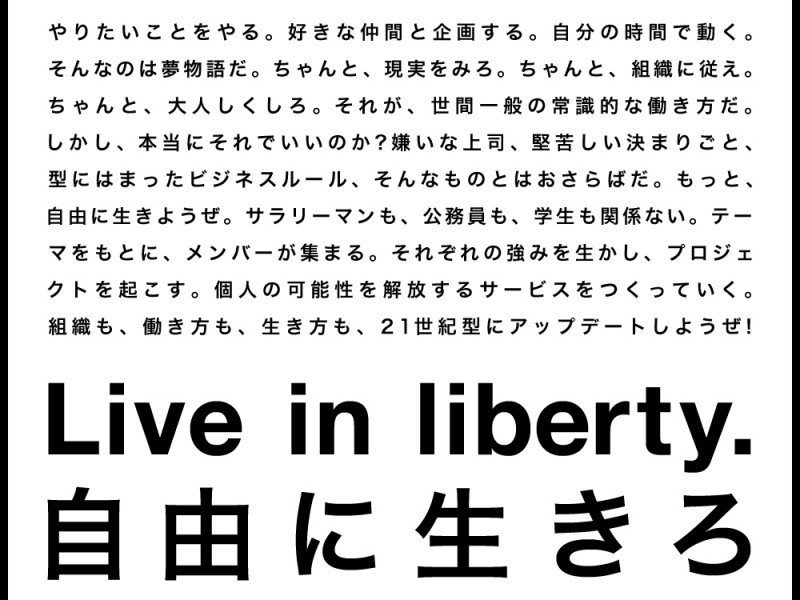 やりたいことをやる。好きな仲間と企画する。自分の時間で動く。
そんなのは夢物語だ。ちゃんと、現実をみろ。ちゃんと、組織に従え。
ちゃんと、大人しくしろ。それが、世間一般の常識的な働き方だ。
しかし、本当にそれでいいのか?嫌いな上司、堅苦しい決まりごと、
型にはまったビジネスルール、そんなものとはおさらばだ。もっと、
自由に生きようぜ。サラリーマンも、公務員も、学生も関係ない。テー
マをもとに、メンバーが集まる。それぞれの強みを生かし、プロジェ
クトを起こす。個人の可能性を解放するサービスをつくっていく。
組織も、働き方も、生き方も、21世紀型にアップデートしようぜ!
Live in liberty.
自由に生きろ